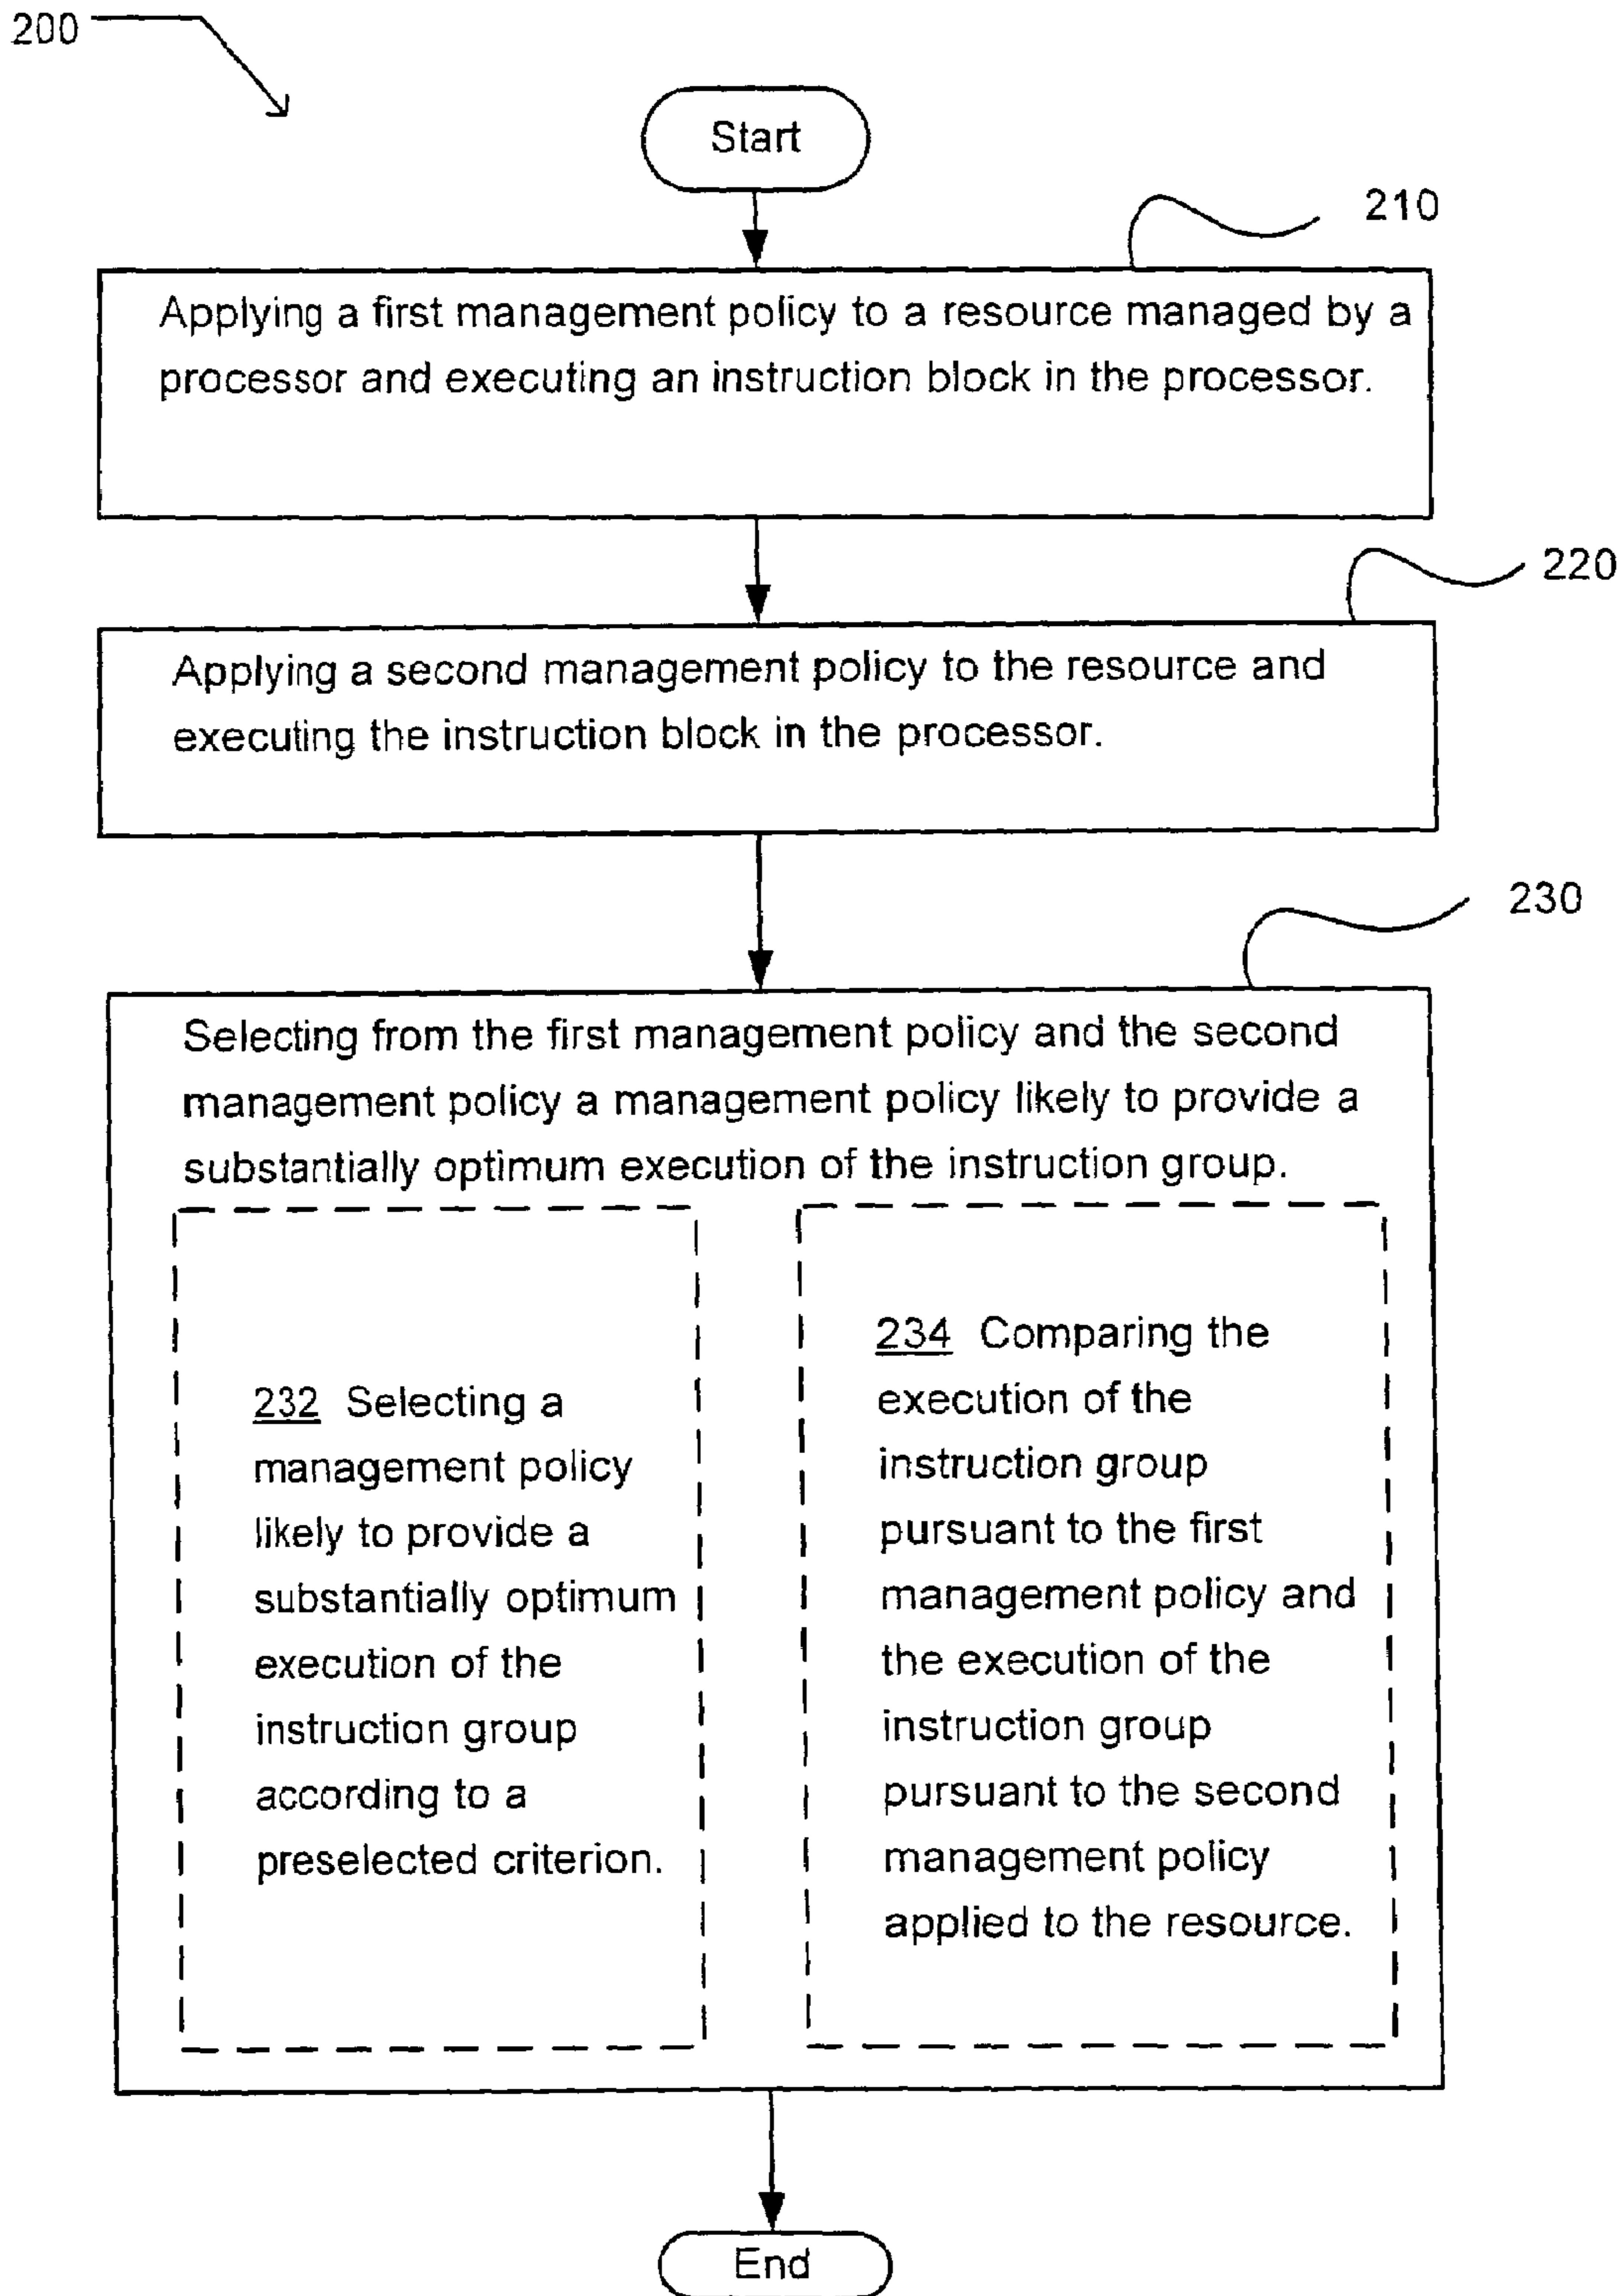 200
Start
210
Applying a first management policy to a resource managed by a
processor and executing an instruction block in the processor.
220
Applying a second management policy to the resource and
executing the instruction block in the processor.
230
Selecting from the first management policy and the second
management policy a management policy likely to provide a
substantially optimum execution of the instruction group.
232 Selecting a
management policy
likely to provide a
substantially optimum
execution of the
instruction group
according to a
preselected criterion.
234 Comparing the
execution of the
instruction group
pursuant to the first
management policy and
the execution of the
instruction group
pursuant to the second
management policy
applied to the resource.
End